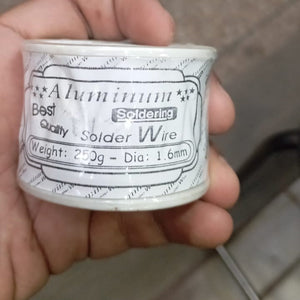 Aluminum
Best Soldering
Quality Solder Wire
Weight: 250g - Dia: 1.6mm